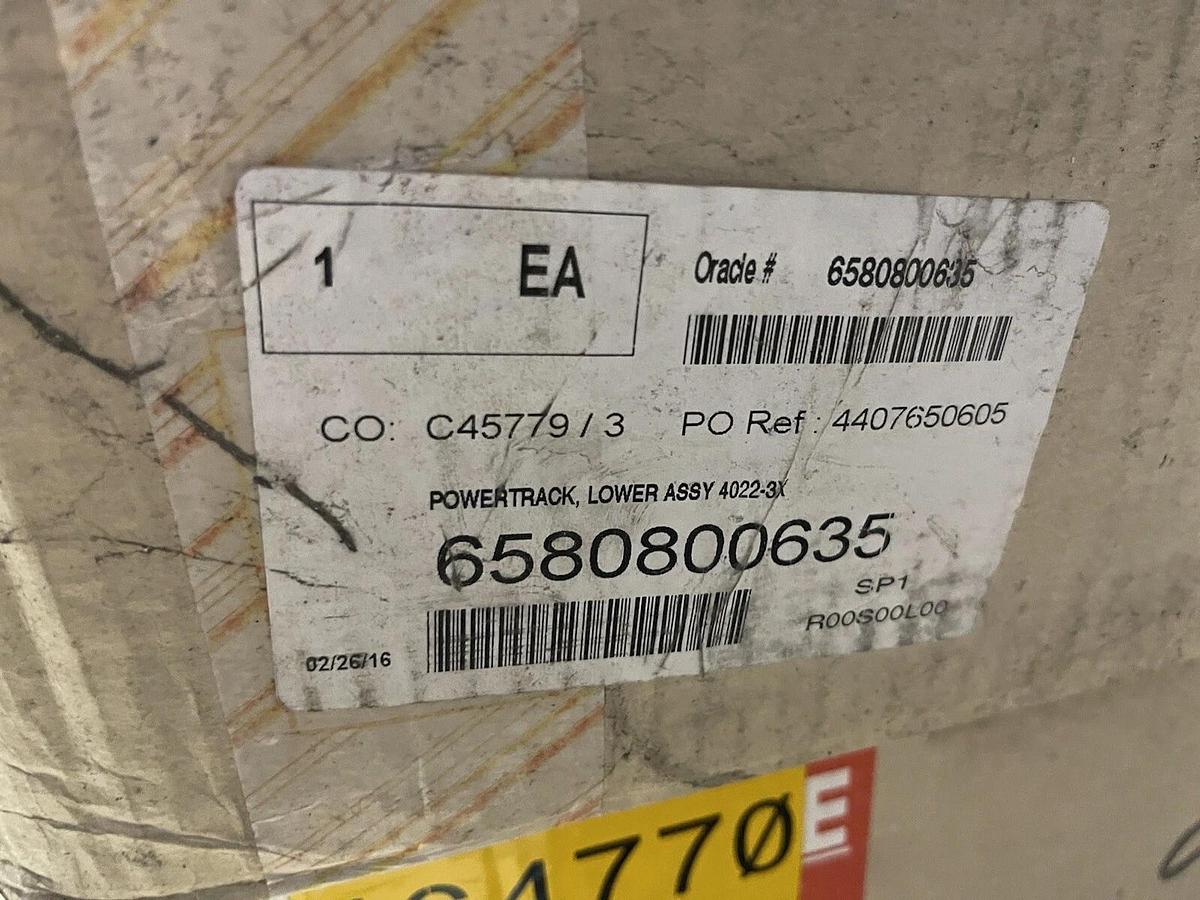 1 EA
Oracle # 6580800635
CO: C45779 / 3 PO Ref : 4407650605
POWERTRACK, LOWER ASSY 4022-3X
6580800635
SP1
R00S00L00
02/26/16
4770
E